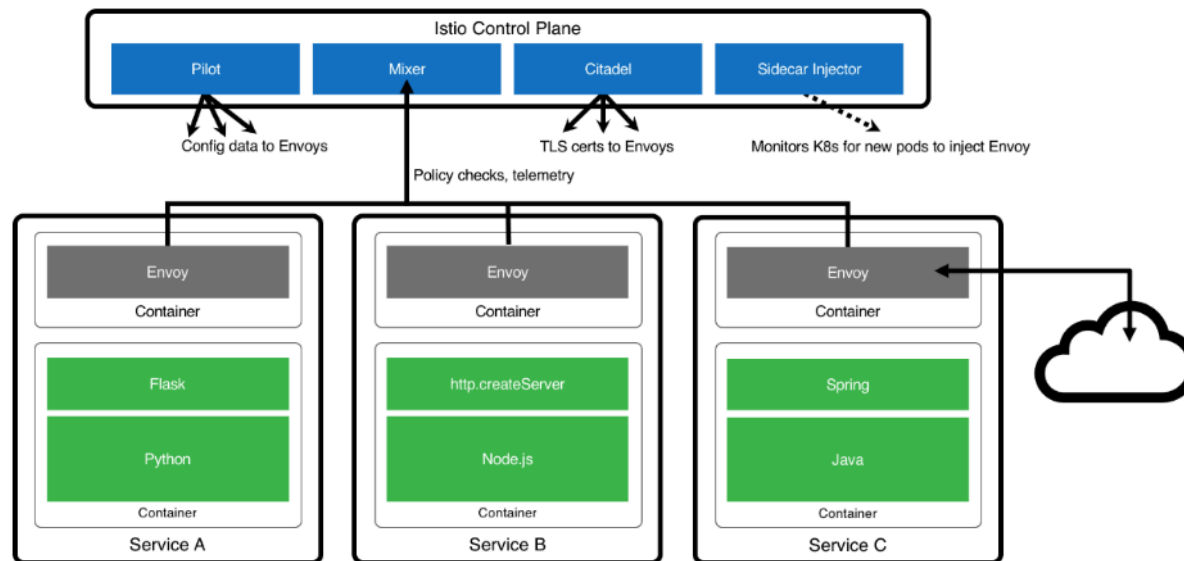 Istio Control Plane
Pilot
Mixer
Citadel
Sidecar Injector
Config data to Envoys
TLS certs to Envoys
Monitors K8s for new pods to inject Envoy
Policy checks, telemetry
Envoy
Container
Flask
Python
Container
Service A
Envoy
Container
http.createServer
Node.js
Container
Service B
Envoy
Container
Spring
Java
Container
Service C